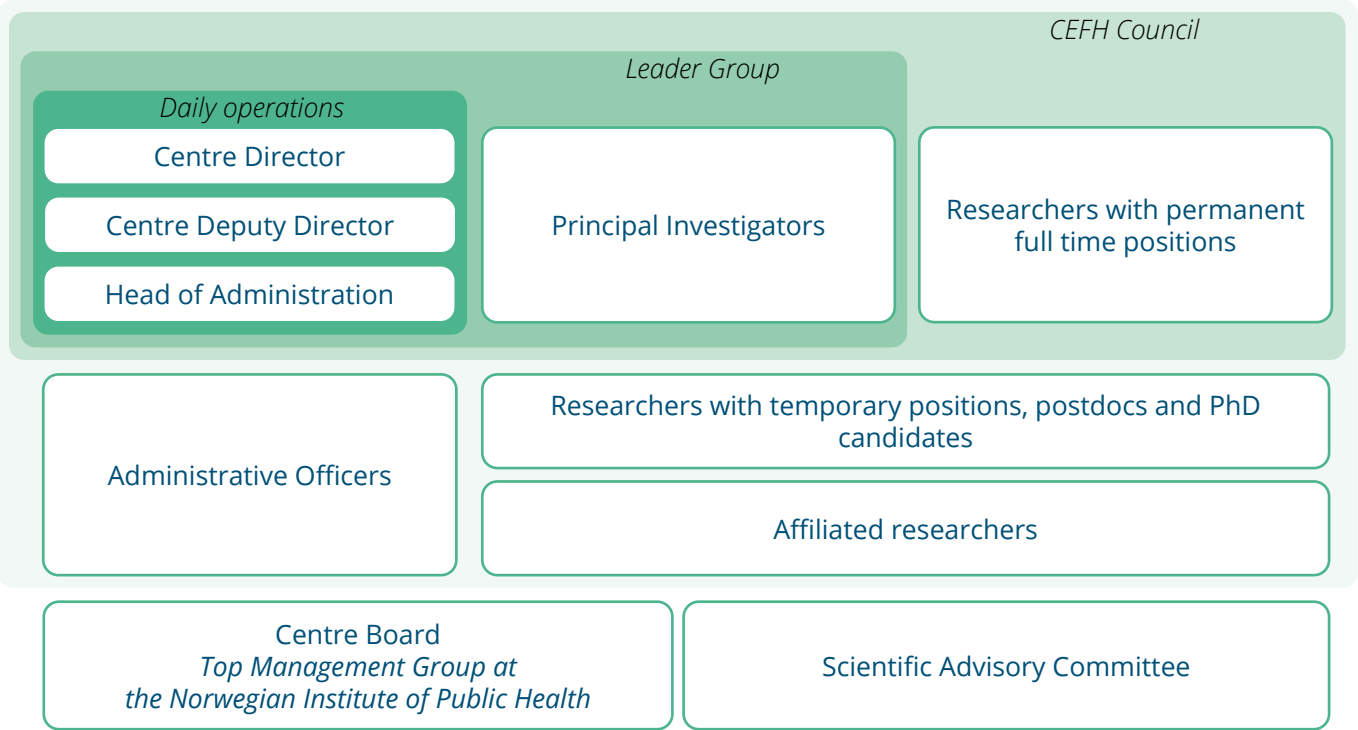 CEFH Council
Leader Group
Daily operations
Centre Director
Centre Deputy Director
Head of Administration
Principal Investigators
Researchers with permanent
full time positions
Administrative Officers
Researchers with temporary positions, postdocs and PhD
candidates
Affiliated researchers
Centre Board
Top Management Group at
the Norwegian Institute of Public Health
Scientific Advisory Committee